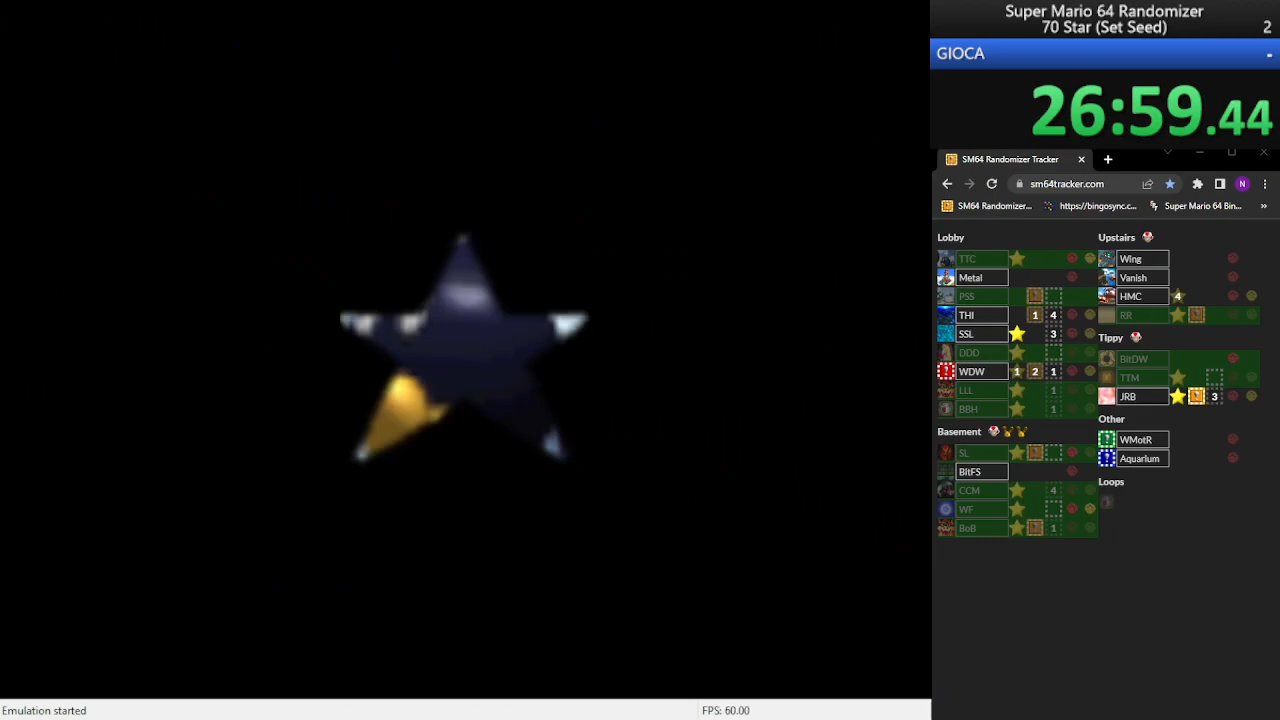 Super Mario 64 Randomizer
70 Star (Set Seed)
2
GIOCA
-
26:59.44
SM64 Randomizer Tracker
sm64tracker.com
N
SM64 Randomizer...
https://bingosync.c...
Super Mario 64 Bin...
»
Lobby
TTC
Metal
PSS
THI 1 4
SSL 3
DDD
WDW 1 2 1
LLL 1
BBH 1
Basement
SL
BitFS
CCM 4
WF
BoB 1
Upstairs
Wing
Vanish
HMC 4
RR
Tippy
BitDW
TTM
JRB 3
Other
WMotR
Aquarium
Loops
Emulation started
FPS: 60.00